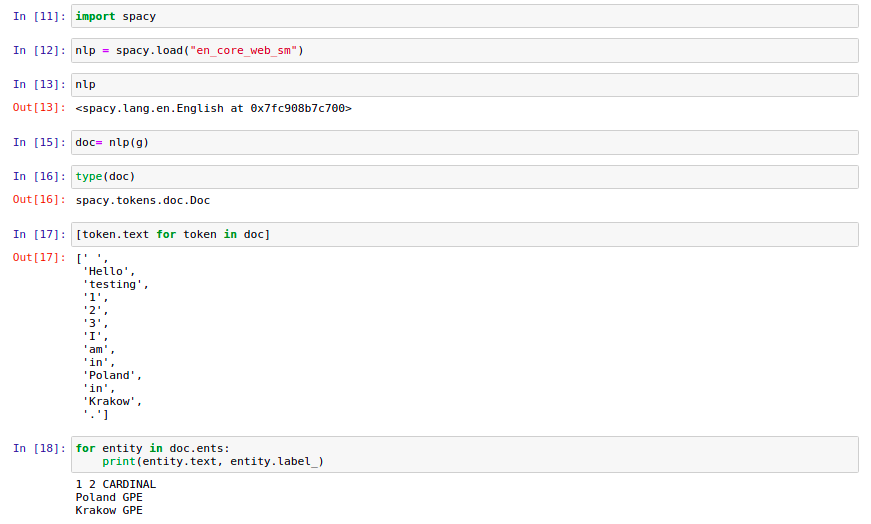 In [11]: import spacy
In [12]: nlp = spacy.load("en_core_web_sm")
In [13]: nlp
Out[13]: <spacy.lang.en.English at 0x7fc908b7c700>
In [15]: doc= nlp(g)
In [16]: type(doc)
Out[16]: spacy.tokens.doc.Doc
In [17]: [token.text for token in doc]
Out[17]: [' ',
'Hello',
'testing',
'1',
'2',
'3',
'I',
'am',
'in',
'Poland',
'in',
'Krakow',
'.']
In [18]: for entity in doc.ents:
print(entity.text, entity.label_)
1 2 CARDINAL
Poland GPE
Krakow GPE